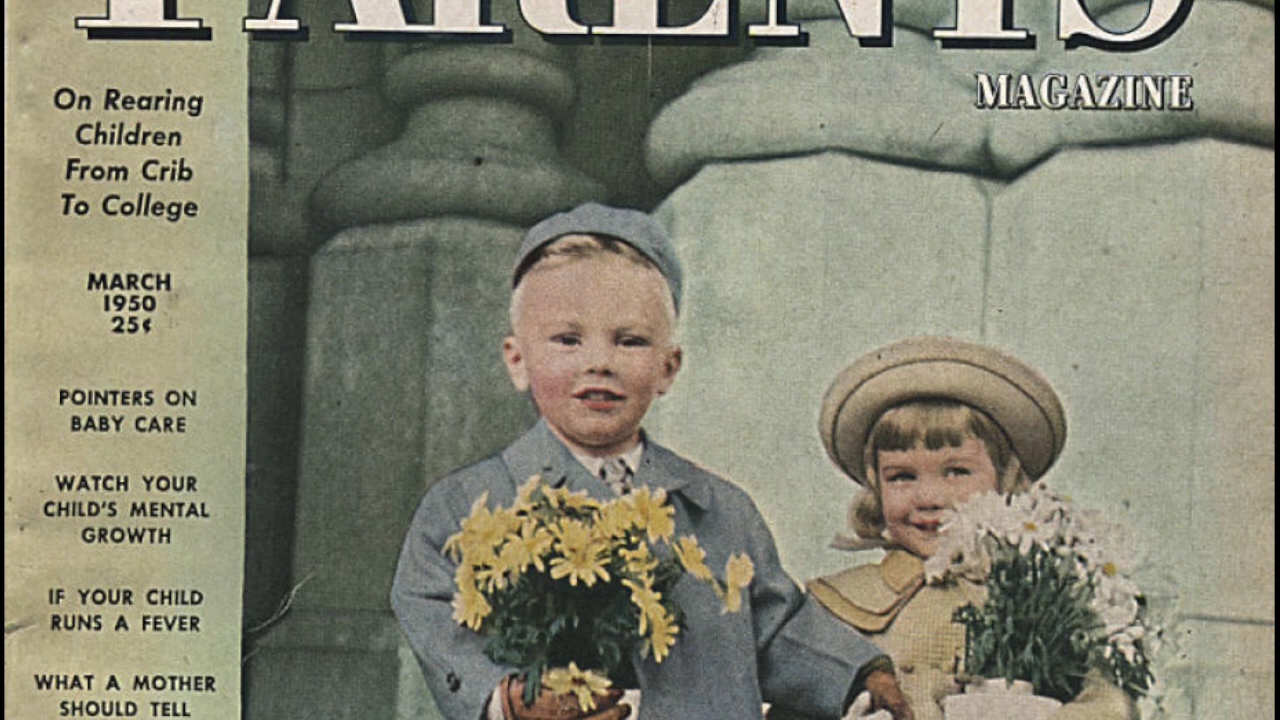 PARENTS'
MAGAZINE
On Rearing
Children
From Crib
To College
MARCH
1950
25¢
POINTERS ON
BABY CARE
WATCH YOUR
CHILD'S MENTAL
GROWTH
IF YOUR CHILD
RUNS A FEVER
WHAT A MOTHER
SHOULD TELL